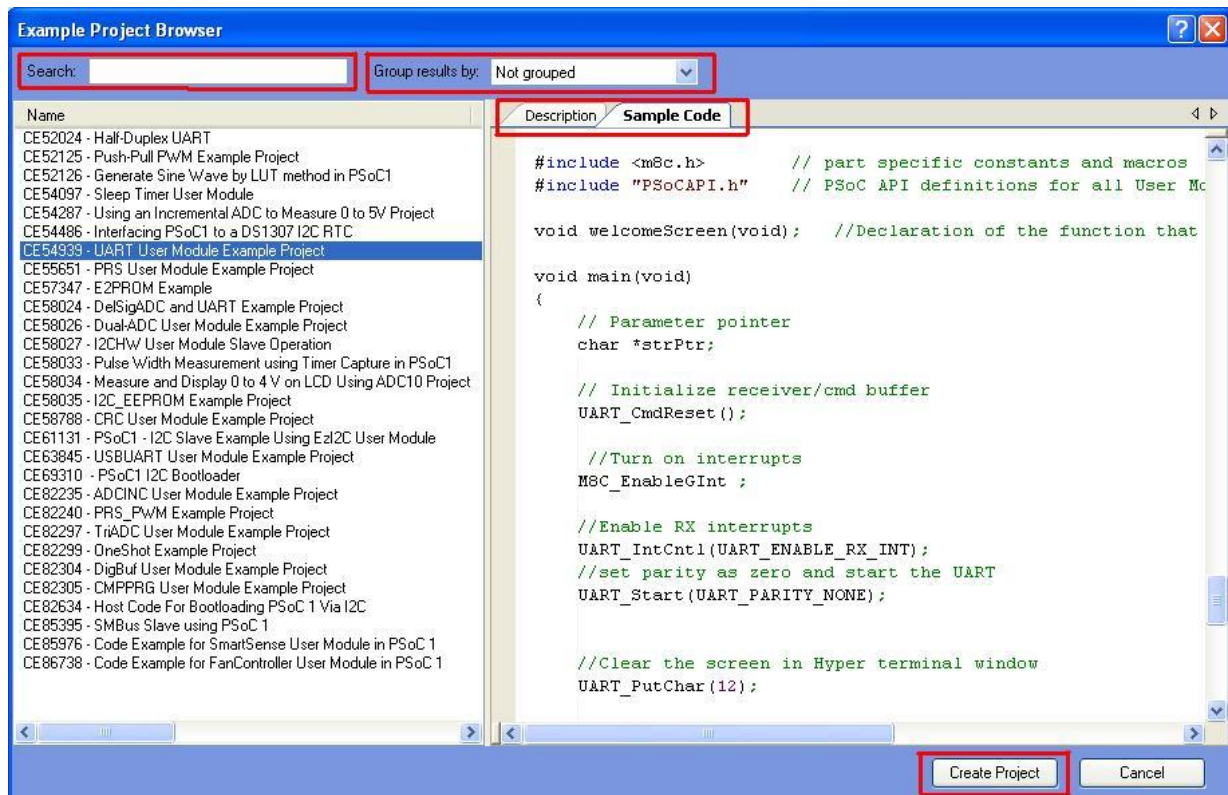 Example Project Browser
Search:
Group results by: Not grouped
Name
CE52024 - Half-Duplex UART
CE52125 - Push-Pull PWM Example Project
CE52126 - Generate Sine Wave by LUT method in PSoC1
CE54097 - Sleep Timer User Module
CE54287 - Using an Incremental ADC to Measure 0 to 5V Project
CE54486 - Interfacing PSoC1 to a DS1307 I2C RTC
CE54939 - UART User Module Example Project
CE55651 - PRS User Module Example Project
CE57347 - E2PROM Example
CE58024 - DelSigADC and UART Example Project
CE58026 - Dual-ADC User Module Example Project
CE58027 - I2CHW User Module Slave Operation
CE58033 - Pulse Width Measurement using Timer Capture in PSoC1
CE58034 - Measure and Display 0 to 4 V on LCD Using ADC10 Project
CE58035 - I2C_EEPROM Example Project
CE58788 - CRC User Module Example Project
CE61131 - PSoC1 - I2C Slave Example Using EzI2C User Module
CE63845 - USBUART User Module Example Project
CE69310 - PSoC1 I2C Bootloader
CE82235 - ADCINC User Module Example Project
CE82240 - PRS_PWM Example Project
CE82297 - TriADC User Module Example Project
CE82299 - OneShot Example Project
CE82304 - DigBuf User Module Example Project
CE82305 - CMPPRG User Module Example Project
CE82634 - Host Code For Bootloading PSoC 1 Via I2C
CE85395 - SMBus Slave using PSoC 1
CE85976 - Code Example for SmartSense User Module in PSoC 1
CE86738 - Code Example for FanController User Module in PSoC 1
Description Sample Code
#include <m8c.h> // part specific constants and macros
#include "PSoCAPI.h" // PSoC API definitions for all User Mo
void welcomeScreen(void); //Declaration of the function that
void main(void)
{
// Parameter pointer
char *strPtr;
// Initialize receiver/cmd buffer
UART_CmdReset();
//Turn on interrupts
M8C_EnableGInt ;
//Enable RX interrupts
UART_IntCntl(UART_ENABLE_RX_INT);
//set parity as zero and start the UART
UART_Start(UART_PARITY_NONE);
//Clear the screen in Hyper terminal window
UART_PutChar(12);
Create Project
Cancel